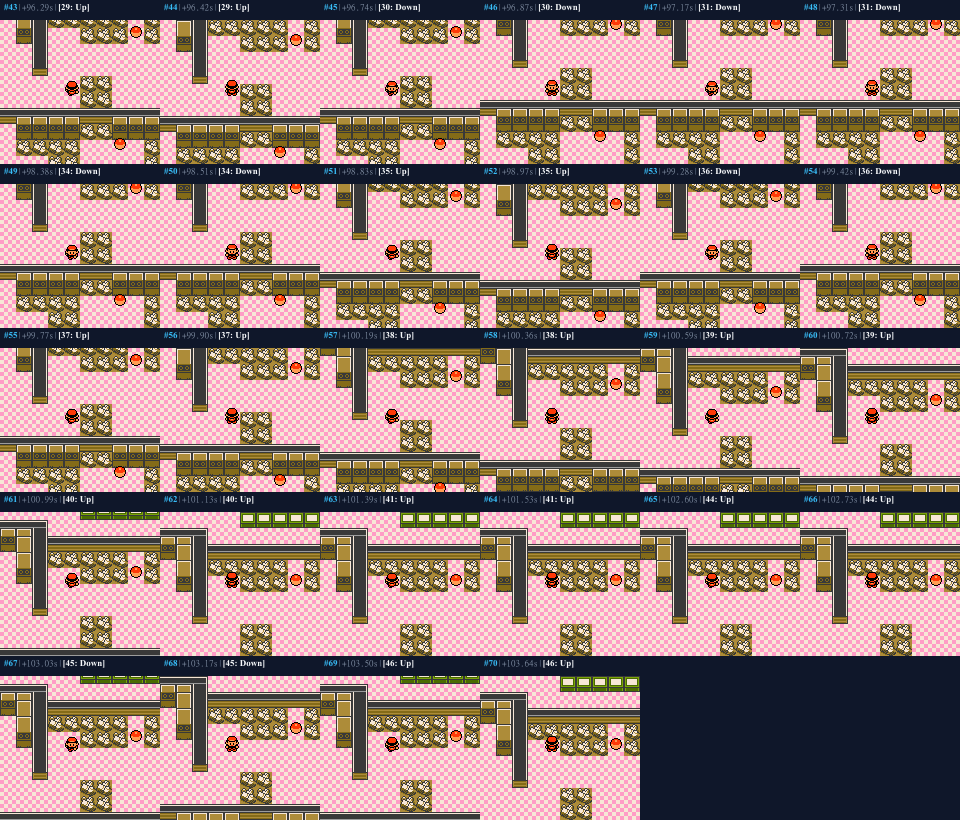 #43|+96.29s|[29: Up]
#44|+96.42s|[29: Up]
#45|+96.74s|[30: Down]
#46|+96.87s|[30: Down]
#47|+97.17s|[31: Down]
#48|+97.31s|[31: Down]
#49|+98.38s|[34: Down]
#50|+98.51s|[34: Down]
#51|+98.83s|[35: Up]
#52|+98.97s|[35: Up]
#53|+99.28s|[36: Down]
#54|+99.42s|[36: Down]
#55|+99.77s|[37: Up]
#56|+99.90s|[37: Up]
#57|+100.19s|[38: Up]
#58|+100.36s|[38: Up]
#59|+100.59s|[39: Up]
#60|+100.72s|[39: Up]
#61|+100.99s|[40: Up]
#62|+101.13s|[40: Up]
#63|+101.39s|[41: Up]
#64|+101.53s|[41: Up]
#65|+102.60s|[44: Up]
#66|+102.73s|[44: Up]
#67|+103.03s|[45: Down]
#68|+103.17s|[45: Down]
#69|+103.50s|[46: Up]
#70|+103.64s|[46: Up]